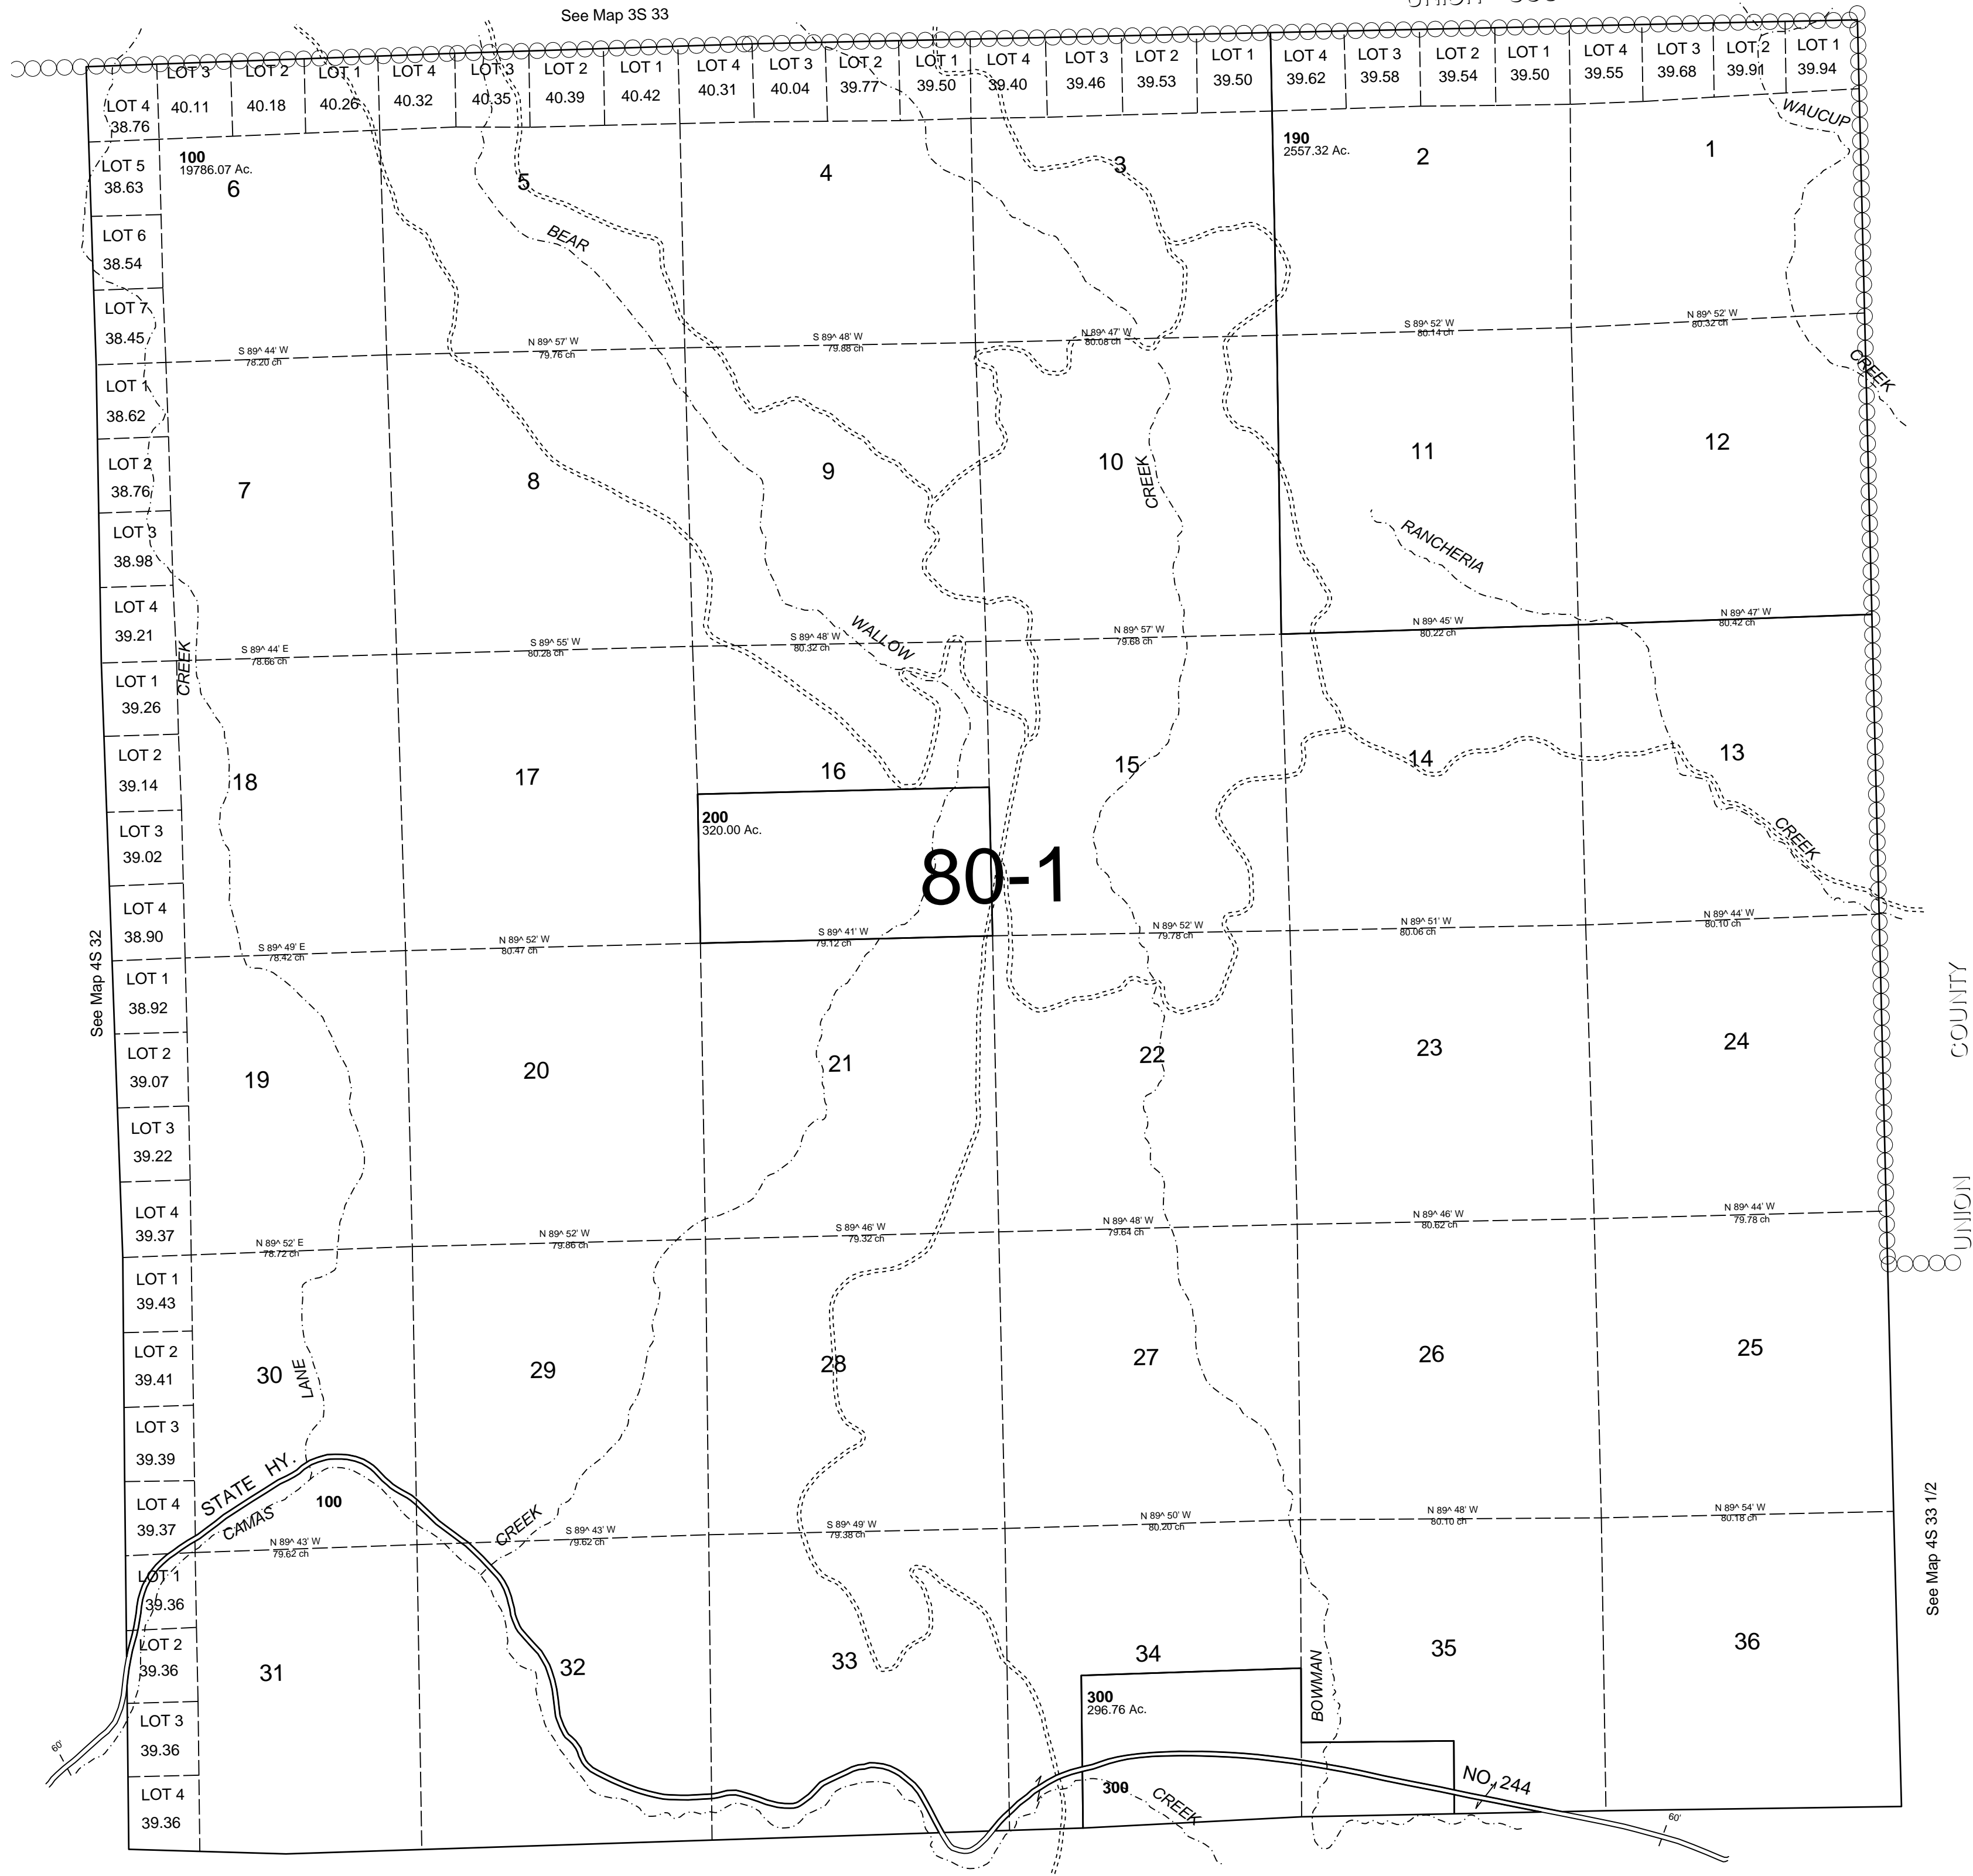 See Map 3S 33
LOT 3 LOT 2 LOT 1 LOT 4 LOT 3 LOT 2 LOT 1 LOT 4 LOT 3 LOT 2 LOT 1 LOT 4 LOT 3 LOT 2 LOT 1 LOT 4 LOT 3 LOT 2 LOT 1 LOT 4 LOT 3 LOT 2 LOT 1
40.11 40.18 40.26 40.32 40.35 40.39 40.42 40.31 40.04 39.77 39.50 39.40 39.46 39.53 39.50 39.62 39.58 39.54 39.50 39.55 39.68 39.91 39.94
LOT 4
38.76
WAUCUP
100
19786.07 Ac.
190
2557.32 Ac.
LOT 5
38.63
6 5 4 3 2 1
LOT 6
38.54
BEAR
LOT 7
38.45
S 89^ 44' W
78.20 ch
N 89^ 57' W
79.76 ch
S 89^ 48' W
79.88 ch
N 89^ 47' W
80.08 ch
S 89^ 52' W
80.14 ch
N 89^ 52' W
80.32 ch
CREEK
LOT 1
38.62
LOT 2
38.76
7 8 9 10 11 12
CREEK
RANCHERIA
LOT 3
38.98
LOT 4
39.21
WALLOW
S 89^ 44' E
78.66 ch
S 89^ 55' W
80.28 ch
S 89^ 48' W
80.32 ch
N 89^ 57' W
79.68 ch
N 89^ 45' W
80.22 ch
N 89^ 47' W
80.42 ch
CREEK
LOT 1
39.26
LOT 2
39.14
18 17 16 15 14 13
200
320.00 Ac.
LOT 3
39.02
CREEK
80-1
LOT 4
38.90
S 89^ 49' E
78.42 ch
N 89^ 52' W
80.47 ch
S 89^ 41' W
79.12 ch
N 89^ 52' W
79.78 ch
N 89^ 51' W
80.06 ch
N 89^ 44' W
80.10 ch
See Map 4S 32
LOT 1
38.92
COUNTY
LOT 2
39.07
19 20 21 22 23 24
LOT 3
39.22
LOT 4
39.37
UNION
N 89^ 52' E
78.72 ch
N 89^ 52' W
79.86 ch
S 89^ 46' W
79.32 ch
N 89^ 48' W
79.64 ch
N 89^ 46' W
80.62 ch
N 89^ 44' W
79.78 ch
LOT 1
39.43
LOT 2
39.41
30 29 28 27 26 25
LANE
LOT 3
39.39
STATE HY.
CAMAS
100
LOT 4
39.37
CREEK
N 89^ 43' W
79.62 ch
S 89^ 43' W
79.62 ch
S 89^ 49' W
79.38 ch
N 89^ 50' W
80.20 ch
N 89^ 48' W
80.10 ch
N 89^ 54' W
80.18 ch
See Map 4S 33 1/2
LOT 1
39.36
LOT 2
39.36
31 32 33 34 35 36
300
296.76 Ac.
BOWMAN
LOT 3
39.36
60'
300
CREEK
NO. 244
LOT 4
39.36
60'